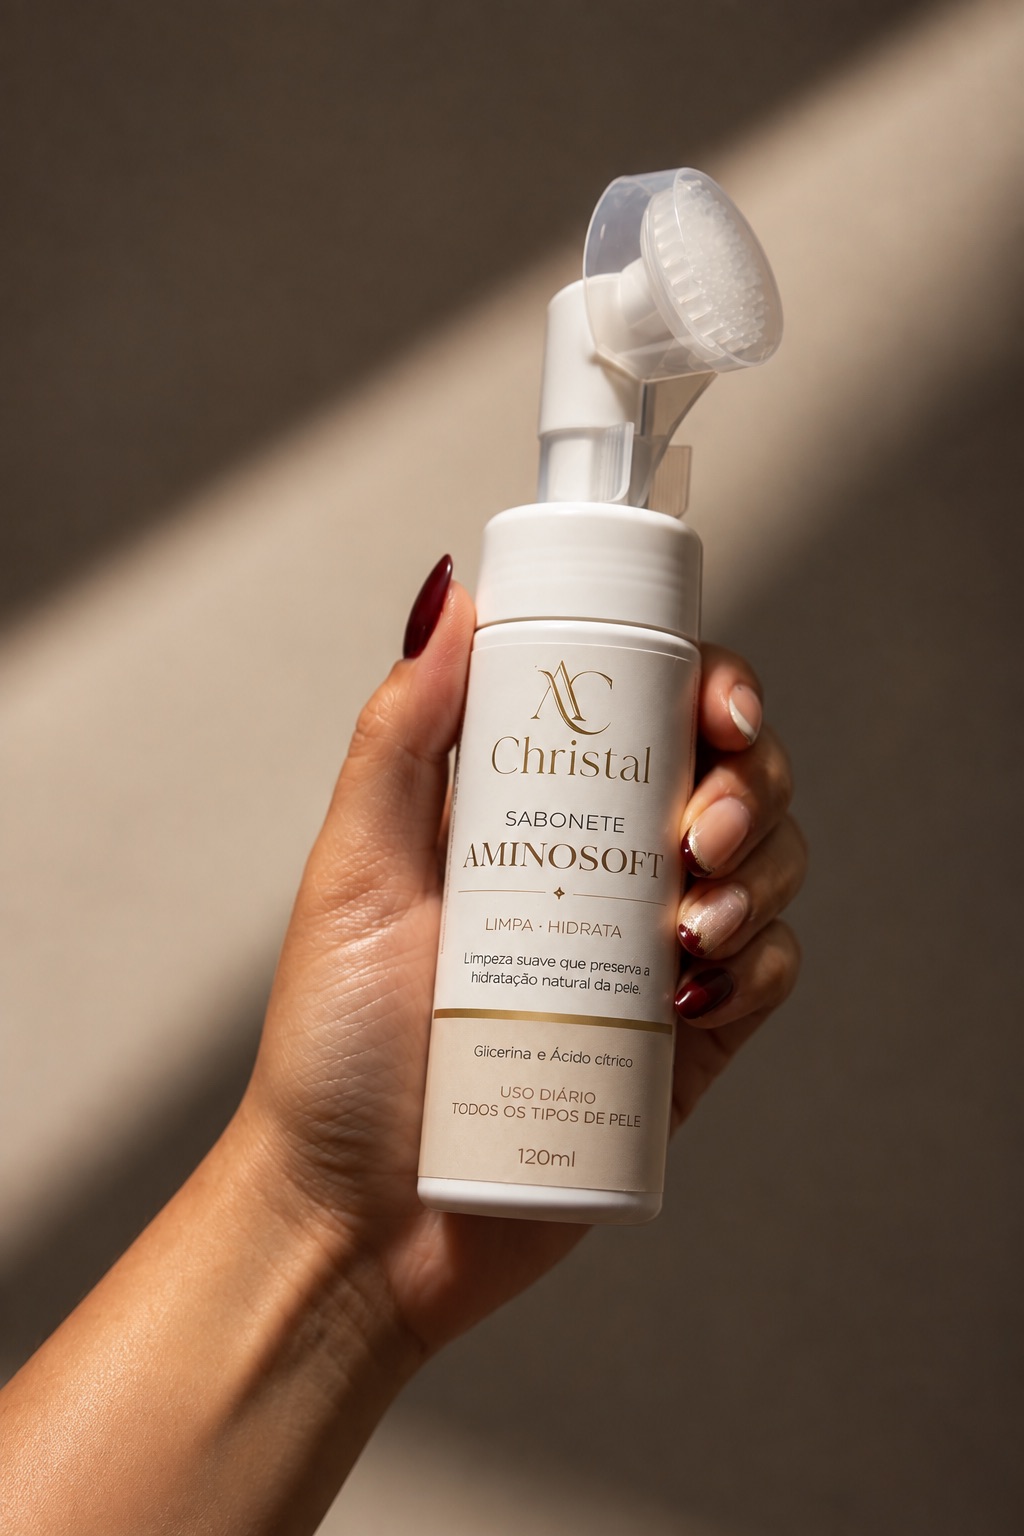 AC
Christal
SABONETE
AMINOSOFT
LIMPA · HIDRATA
Limpeza suave que preserva a
hidratação natural da pele.
Glicerina e Ácido cítrico
USO DIÁRIO
TODOS OS TIPOS DE PELE
120ml